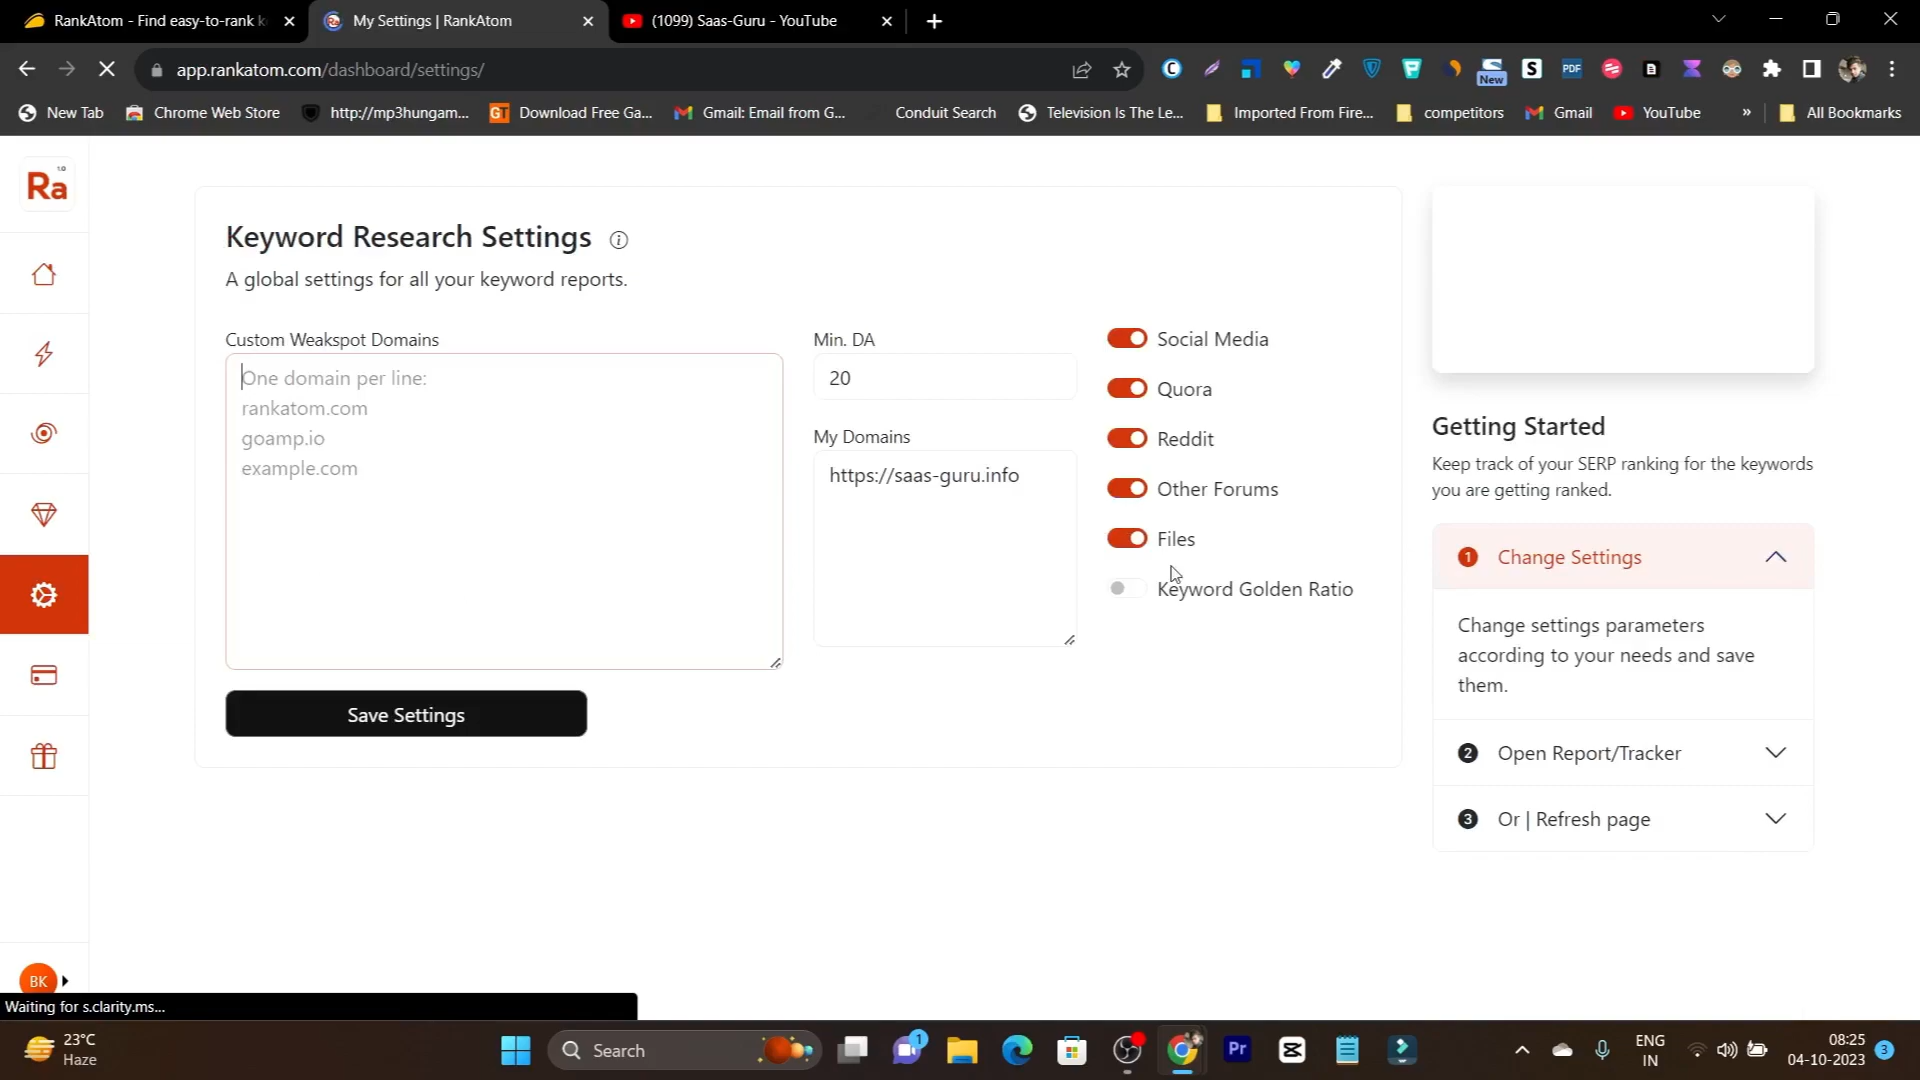 RankAtom - Find easy-to-rank k
My Settings | RankAtom
(1099) Saas-Guru - YouTube
app.rankatom.com/dashboard/settings/
New
PDF
New Tab
Chrome Web Store
http://mp3hungam...
GT
Download Free Ga...
Gmail: Email from G...
Conduit Search
Television Is The Le...
Imported From Fire...
competitors
Gmail
YouTube
»
All Bookmarks
Ra 1.0
Keyword Research Settings
A global settings for all your keyword reports.
Custom Weakspot Domains
One domain per line:
rankatom.com
goamp.io
example.com
Min. DA
20
My Domains
https://saas-guru.info
Social Media
Quora
Reddit
Other Forums
Files
Keyword Golden Ratio
Save Settings
Getting Started
Keep track of your SERP ranking for the keywords
you are getting ranked.
1 Change Settings
Change settings parameters
according to your needs and save
them.
2 Open Report/Tracker
3 Or | Refresh page
BK
Waiting for s.clarity.ms...
23°C
Haze
Search
1
Pr
ENG
IN
08:25
04-10-2023
3